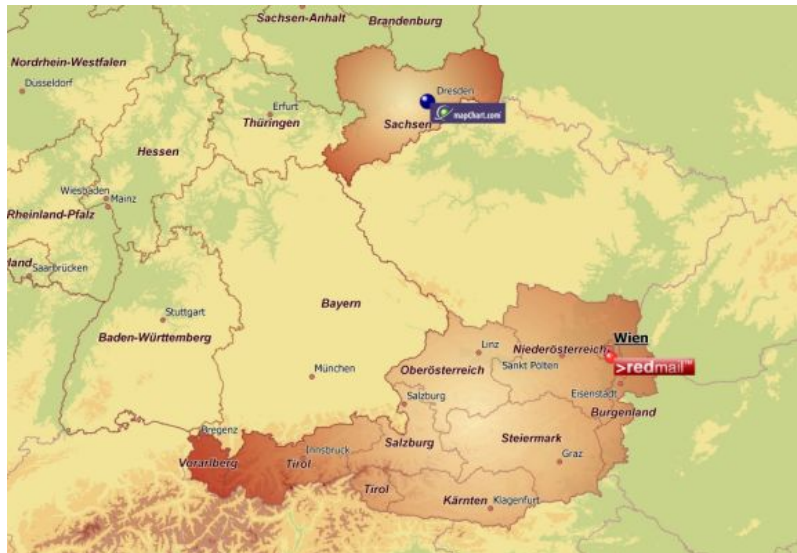 Sachsen-Anhalt
Brandenburg
Nordrhein-Westfalen
Düsseldorf
Dresden
Erfurt
mapChart.com
Thüringen
Sachsen
Hessen
Wiesbaden
Mainz
Rheinland-Pfalz
land
Saarbrücken
Bayern
Stuttgart
Baden-Württemberg
Wien
Linz
Niederösterreich
München
Oberösterreich
Sankt Pölten
>redmail™
Eisenstadt
Salzburg
Burgenland
Bregenz
Steiermark
Innsbruck
Salzburg
Vorarlberg
Tirol
Graz
Tirol
Kärnten
Klagenfurt